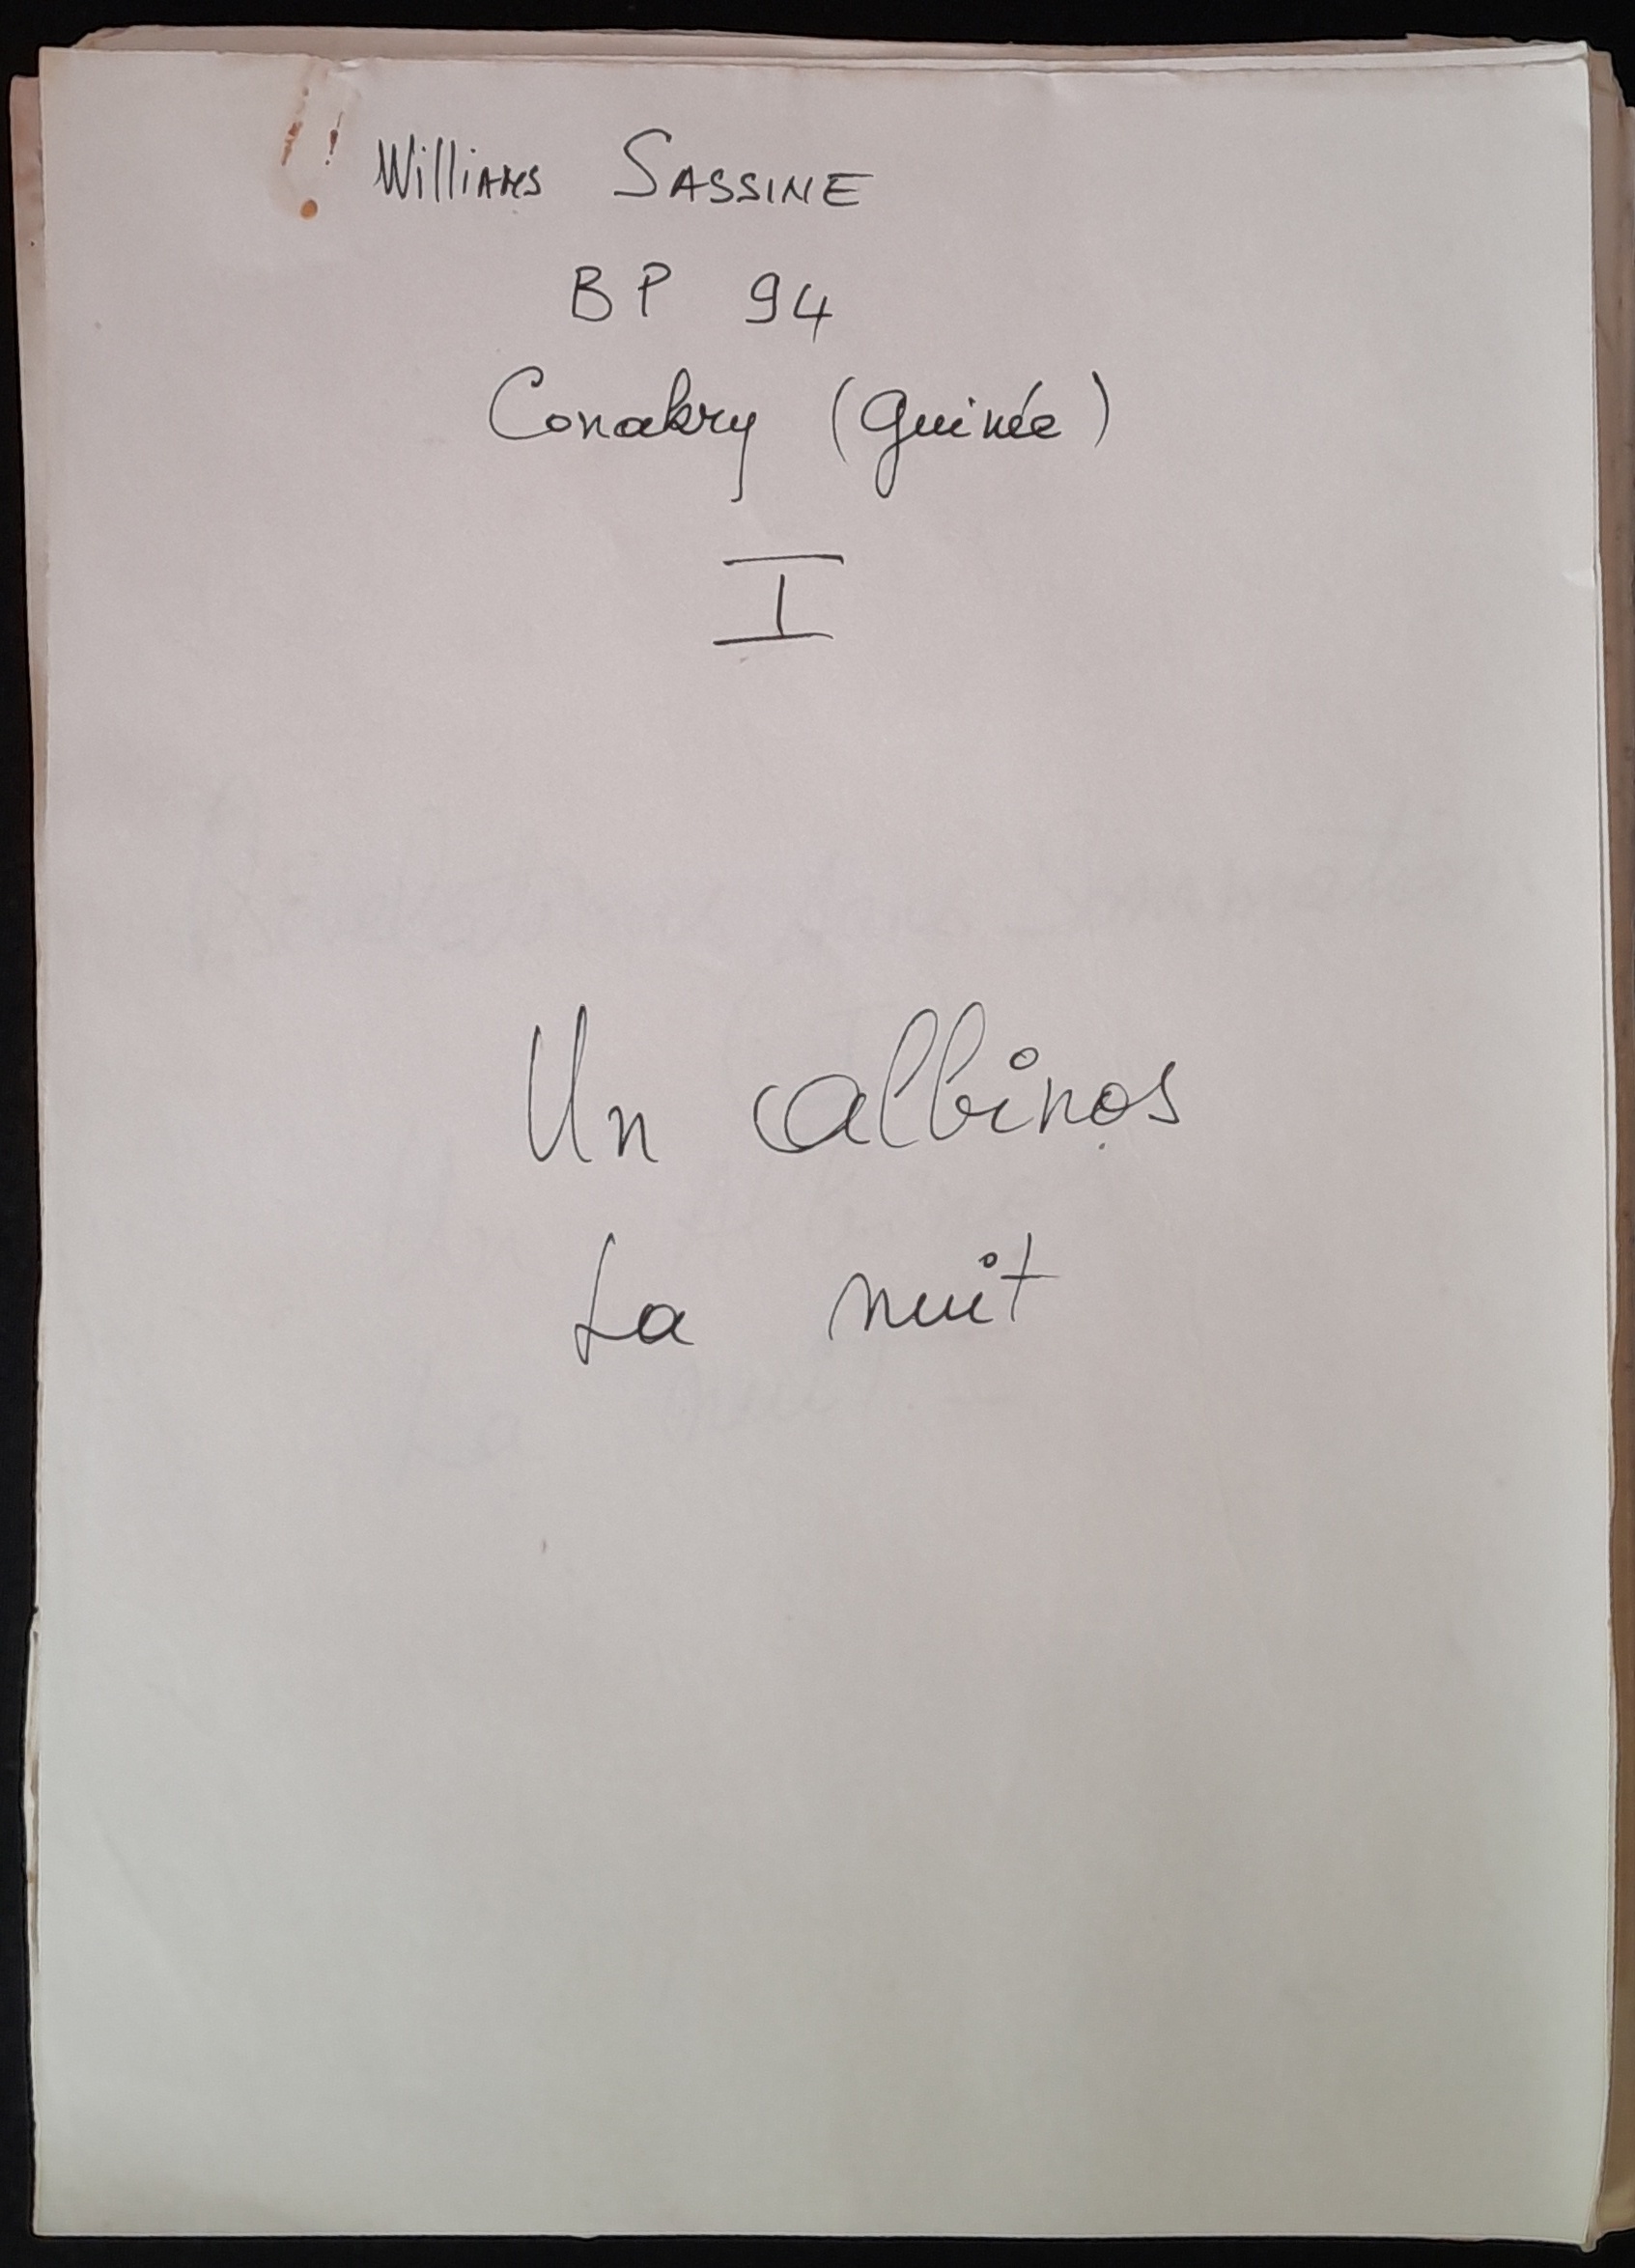 Williams SASSINE
BP 94
Conakry (Guinée)
I
Un albinos
La nuit